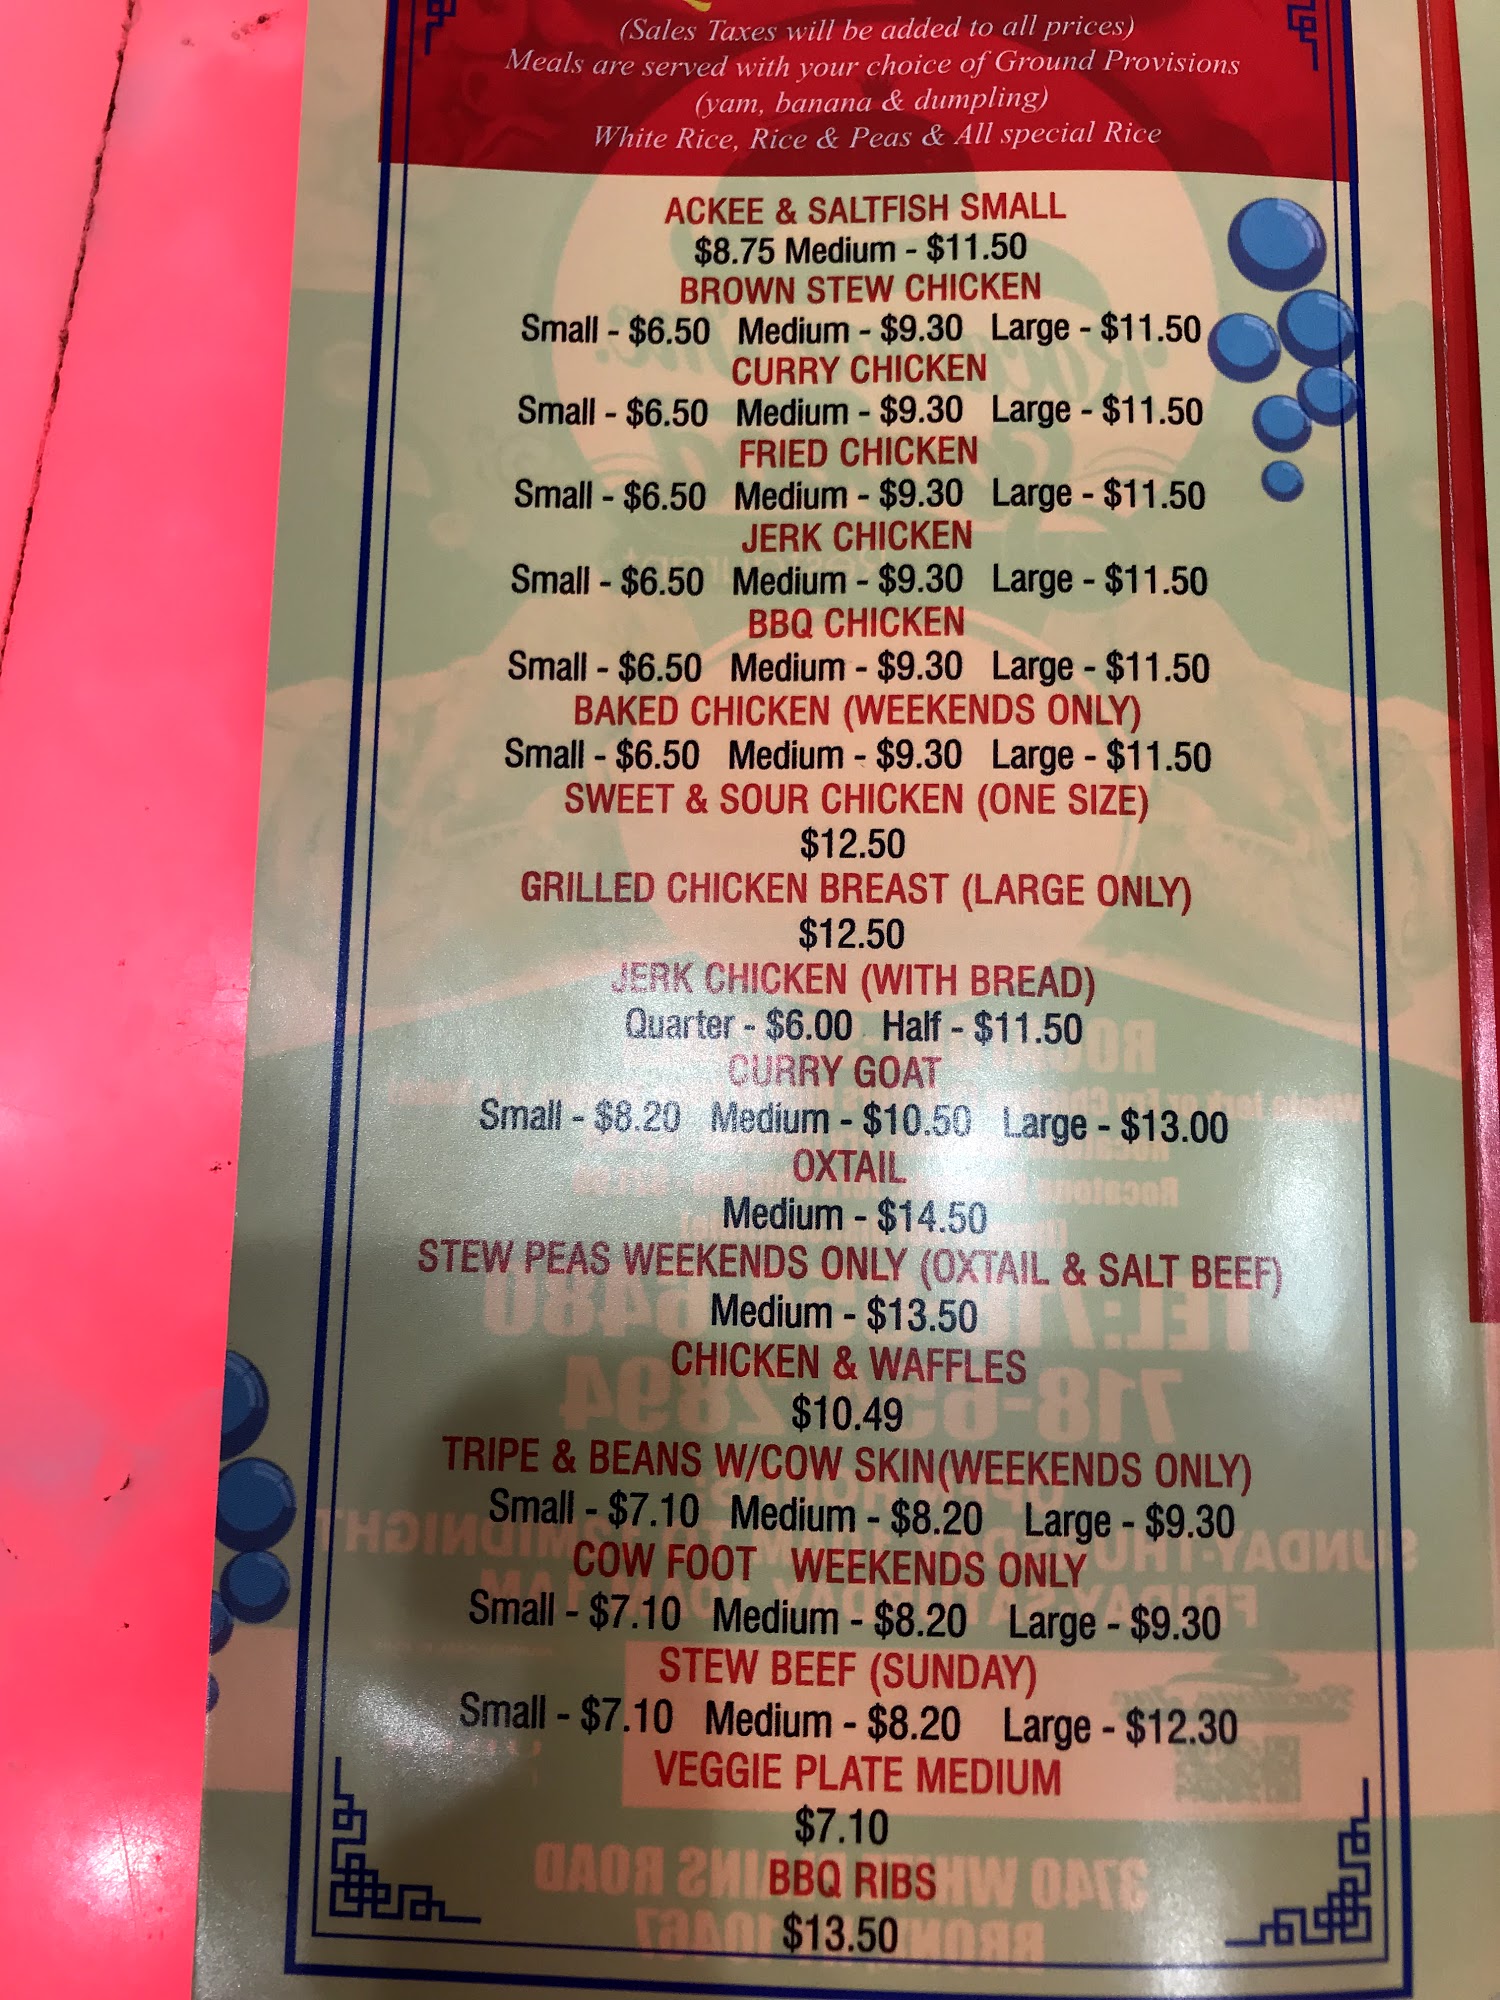 (Sales Taxes will be added to all prices)
Meals are served with your choice of Ground Provisions
(yam, banana & dumpling)
White Rice, Rice & Peas & All special Rice
ACKEE & SALTFISH SMALL
$8.75 Medium - $11.50
BROWN STEW CHICKEN
Small - $6.50 Medium - $9.30 Large - $11.50
CURRY CHICKEN
Small - $6.50 Medium - $9.30 Large - $11.50
FRIED CHICKEN
Small - $6.50 Medium - $9.30 Large - $11.50
JERK CHICKEN
Small - $6.50 Medium - $9.30 Large - $11.50
BBQ CHICKEN
Small - $6.50 Medium - $9.30 Large - $11.50
BAKED CHICKEN (WEEKENDS ONLY)
Small - $6.50 Medium - $9.30 Large - $11.50
SWEET & SOUR CHICKEN (ONE SIZE)
$12.50
GRILLED CHICKEN BREAST (LARGE ONLY)
$12.50
JERK CHICKEN (WITH BREAD)
Quarter - $6.00 Half - $11.50
CURRY GOAT
Small - $8.20 Medium - $10.50 Large - $13.00
OXTAIL
Medium - $14.50
STEW PEAS WEEKENDS ONLY (OXTAIL & SALT BEEF)
Medium - $13.50
CHICKEN & WAFFLES
$10.49
TRIPE & BEANS W/COW SKIN(WEEKENDS ONLY)
Small - $7.10 Medium - $8.20 Large - $9.30
COW FOOT WEEKENDS ONLY
Small - $7.10 Medium - $8.20 Large - $9.30
STEW BEEF (SUNDAY)
Small - $7.10 Medium - $8.20 Large - $12.30
VEGGIE PLATE MEDIUM
$7.10
BBQ RIBS
$13.50